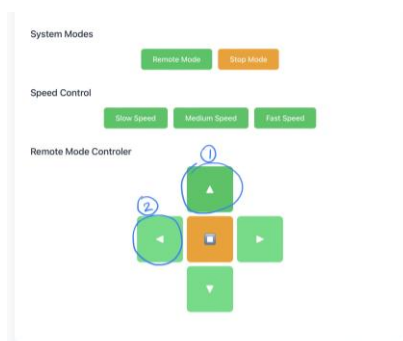 System Modes
Remote Mode Stop Mode
Speed Control
Slow Speed Medium Speed Fast Speed
Remote Mode Controler
1
2